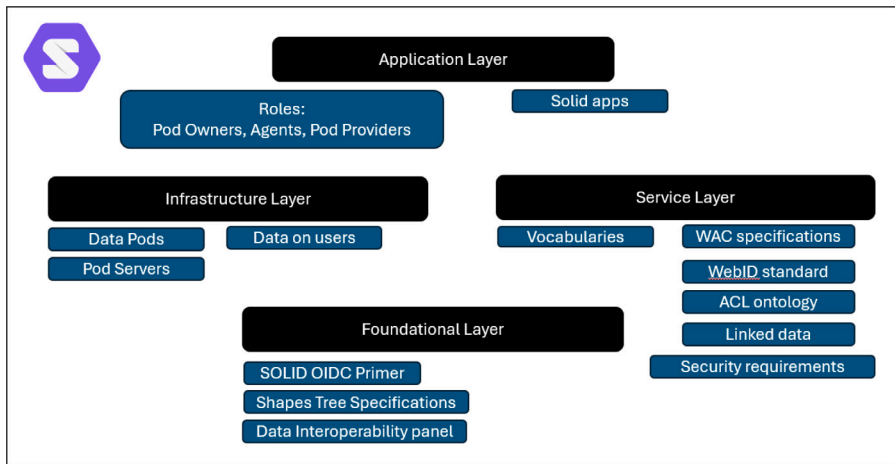 Application Layer
Roles:
Pod Owners, Agents, Pod Providers
Solid apps
Infrastructure Layer
Data Pods
Data on users
Pod Servers
Service Layer
Vocabularies
WAC specifications
WebID standard
ACL ontology
Linked data
Security requirements
Foundational Layer
SOLID OIDC Primer
Shapes Tree Specifications
Data Interoperability panel